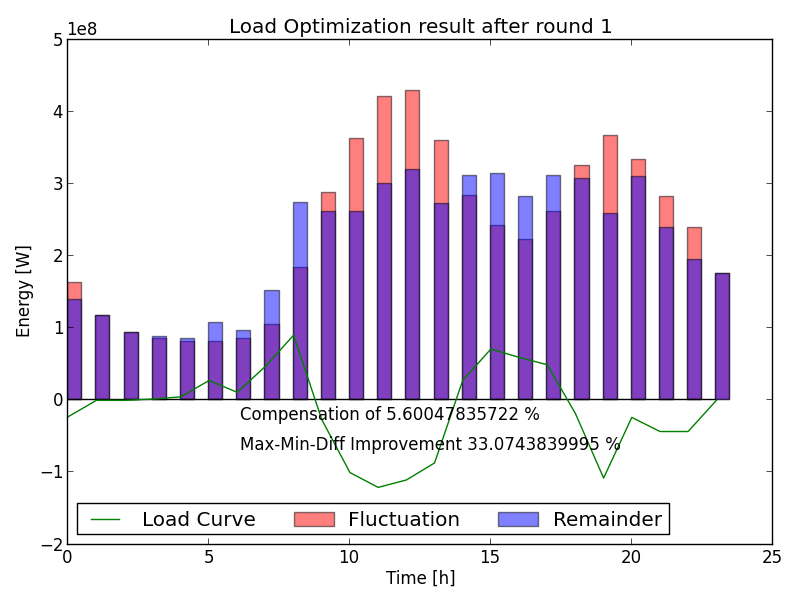 Load Optimization result after round 1
1e8
5
4
3
2
1
0
−1
−2
Energy [W]
Compensation of 5.60047835722 %
Max-Min-Diff Improvement 33.0743839995 %
Load Curve Fluctuation Remainder
0 5 10 15 20 25
Time [h]